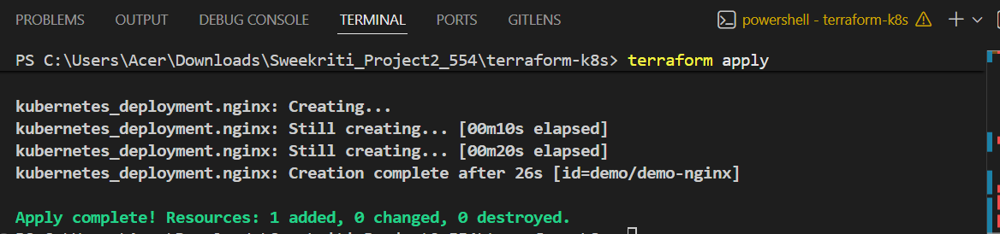 PROBLEMS OUTPUT DEBUG CONSOLE TERMINAL PORTS GITLENS powershell - terraform-k8s
PS C:\Users\Acer\Downloads\Sweekriti_Project2_554\terraform-k8s> terraform apply
kubernetes_deployment.nginx: Creating...
kubernetes_deployment.nginx: Still creating... [00m10s elapsed]
kubernetes_deployment.nginx: Still creating... [00m20s elapsed]
kubernetes_deployment.nginx: Creation complete after 26s [id=demo/demo-nginx]
Apply complete! Resources: 1 added, 0 changed, 0 destroyed.